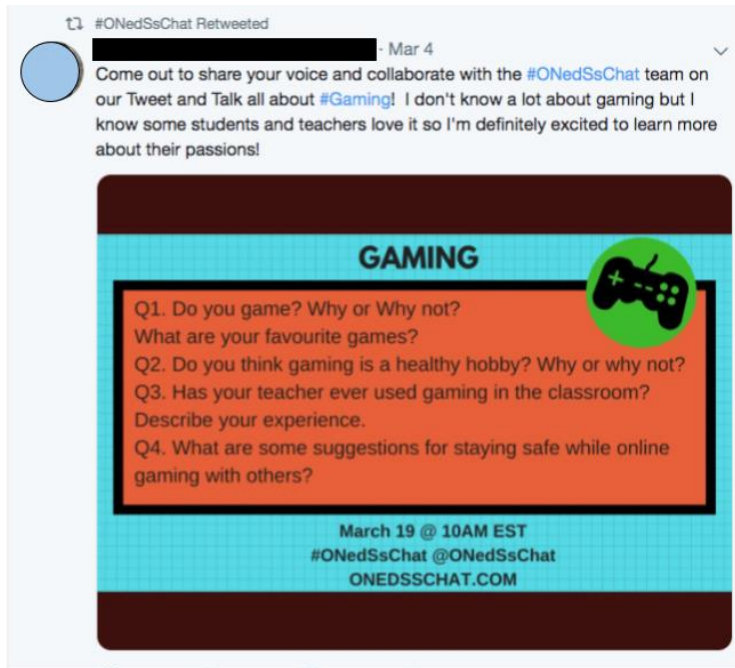 #ONedSsChat Retweeted
· Mar 4
Come out to share your voice and collaborate with the #ONedSsChat team on
our Tweet and Talk all about #Gaming!  I don't know a lot about gaming but I
know some students and teachers love it so I'm definitely excited to learn more
about their passions!
GAMING
Q1. Do you game? Why or Why not?
What are your favourite games?
Q2. Do you think gaming is a healthy hobby? Why or why not?
Q3. Has your teacher ever used gaming in the classroom?
Describe your experience.
Q4. What are some suggestions for staying safe while online
gaming with others?
March 19 @ 10AM EST
#ONedSsChat @ONedSsChat
ONEDSSCHAT.COM